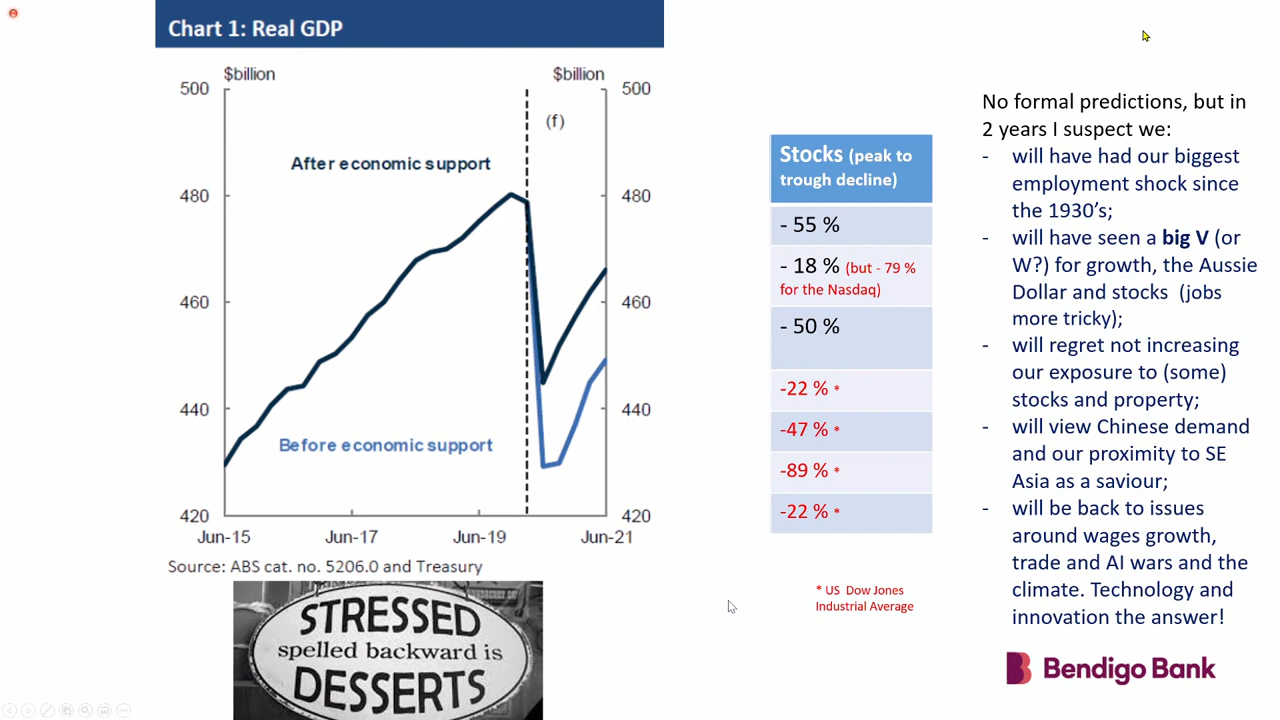 Chart 1: Real GDP
$billion
$billion
500
500
(f)
After economic support
480
480
460
460
440
440
Before economic support
420
420
Jun-15
Jun-17
Jun-19
Jun-21
Source: ABS cat. no. 5206.0 and Treasury
STRESSED
spelled backward is
DESSERTS
Stocks (peak to
trough decline)
- 55 %
- 18 % (but - 79 %
for the Nasdaq)
- 50 %
-22 % *
-47 % *
-89 % *
-22 % *
* US Dow Jones
Industrial Average
No formal predictions, but in
2 years I suspect we:
- will have had our biggest
employment shock since
the 1930's;
- will have seen a big V (or
W?) for growth, the Aussie
Dollar and stocks (jobs
more tricky);
- will regret not increasing
our exposure to (some)
stocks and property;
- will view Chinese demand
and our proximity to SE
Asia as a saviour;
- will be back to issues
around wages growth,
trade and AI wars and the
climate. Technology and
innovation the answer!
Bendigo Bank